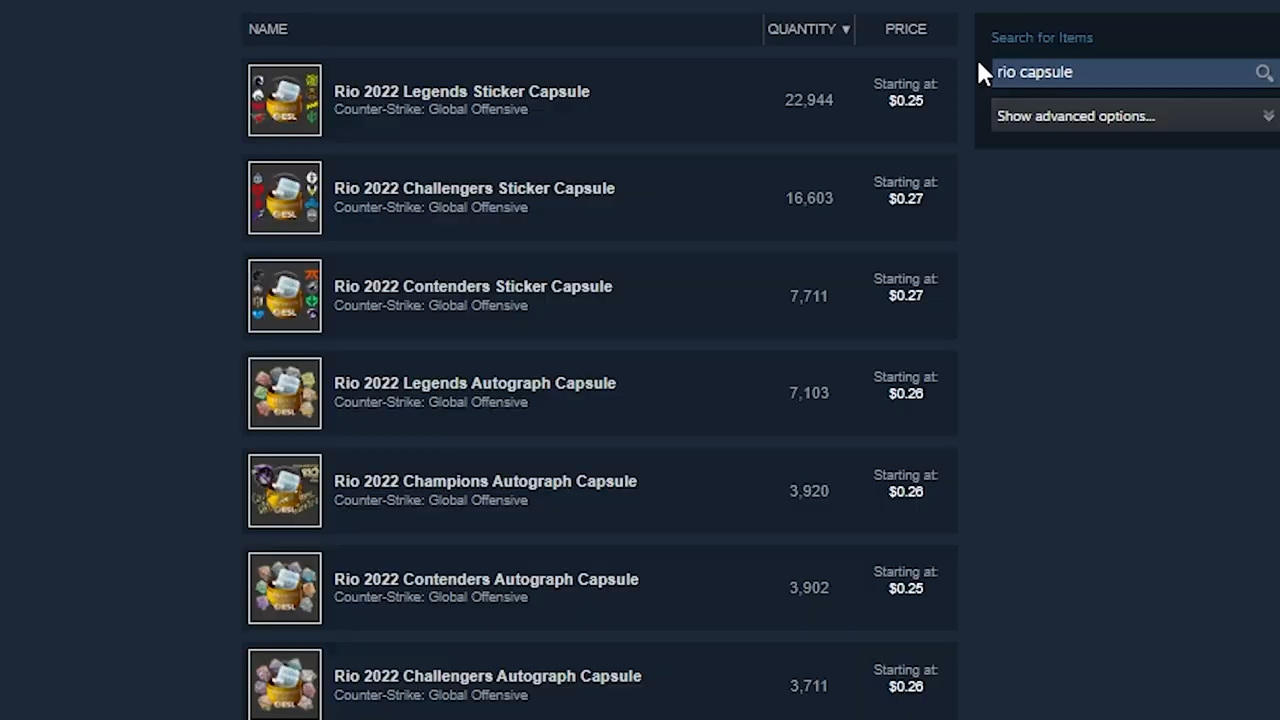 NAME
QUANTITY ▼
PRICE
Search for Items
rio capsule
Show advanced options...
Rio 2022 Legends Sticker Capsule
Counter-Strike: Global Offensive
22,944
Starting at:
$0.25
Rio 2022 Challengers Sticker Capsule
Counter-Strike: Global Offensive
16,603
Starting at:
$0.27
Rio 2022 Contenders Sticker Capsule
Counter-Strike: Global Offensive
7,711
Starting at:
$0.27
Rio 2022 Legends Autograph Capsule
Counter-Strike: Global Offensive
7,103
Starting at:
$0.26
Rio 2022 Champions Autograph Capsule
Counter-Strike: Global Offensive
3,920
Starting at:
$0.26
Rio 2022 Contenders Autograph Capsule
Counter-Strike: Global Offensive
3,902
Starting at:
$0.25
Rio 2022 Challengers Autograph Capsule
Counter-Strike: Global Offensive
3,711
Starting at:
$0.26
ESL
ESL
ESL
ESL
ESL
ESL